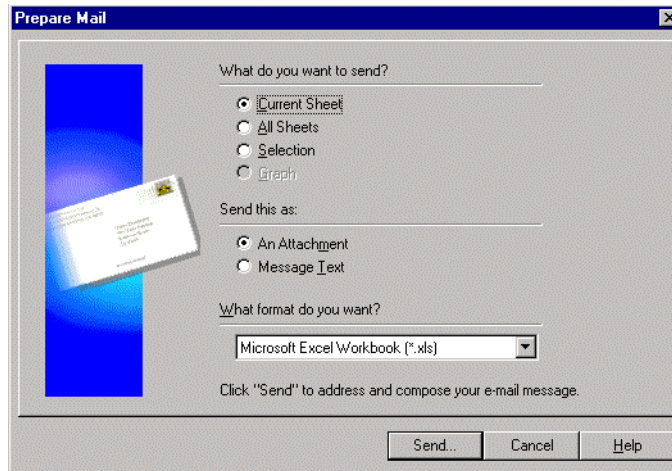 Prepare Mail
What do you want to send?
Current Sheet
All Sheets
Selection
Graph
Send this as:
An Attachment
Message Text
What format do you want?
Microsoft Excel Workbook (*.xls)
Click "Send" to address and compose your e-mail message.
Send... Cancel Help